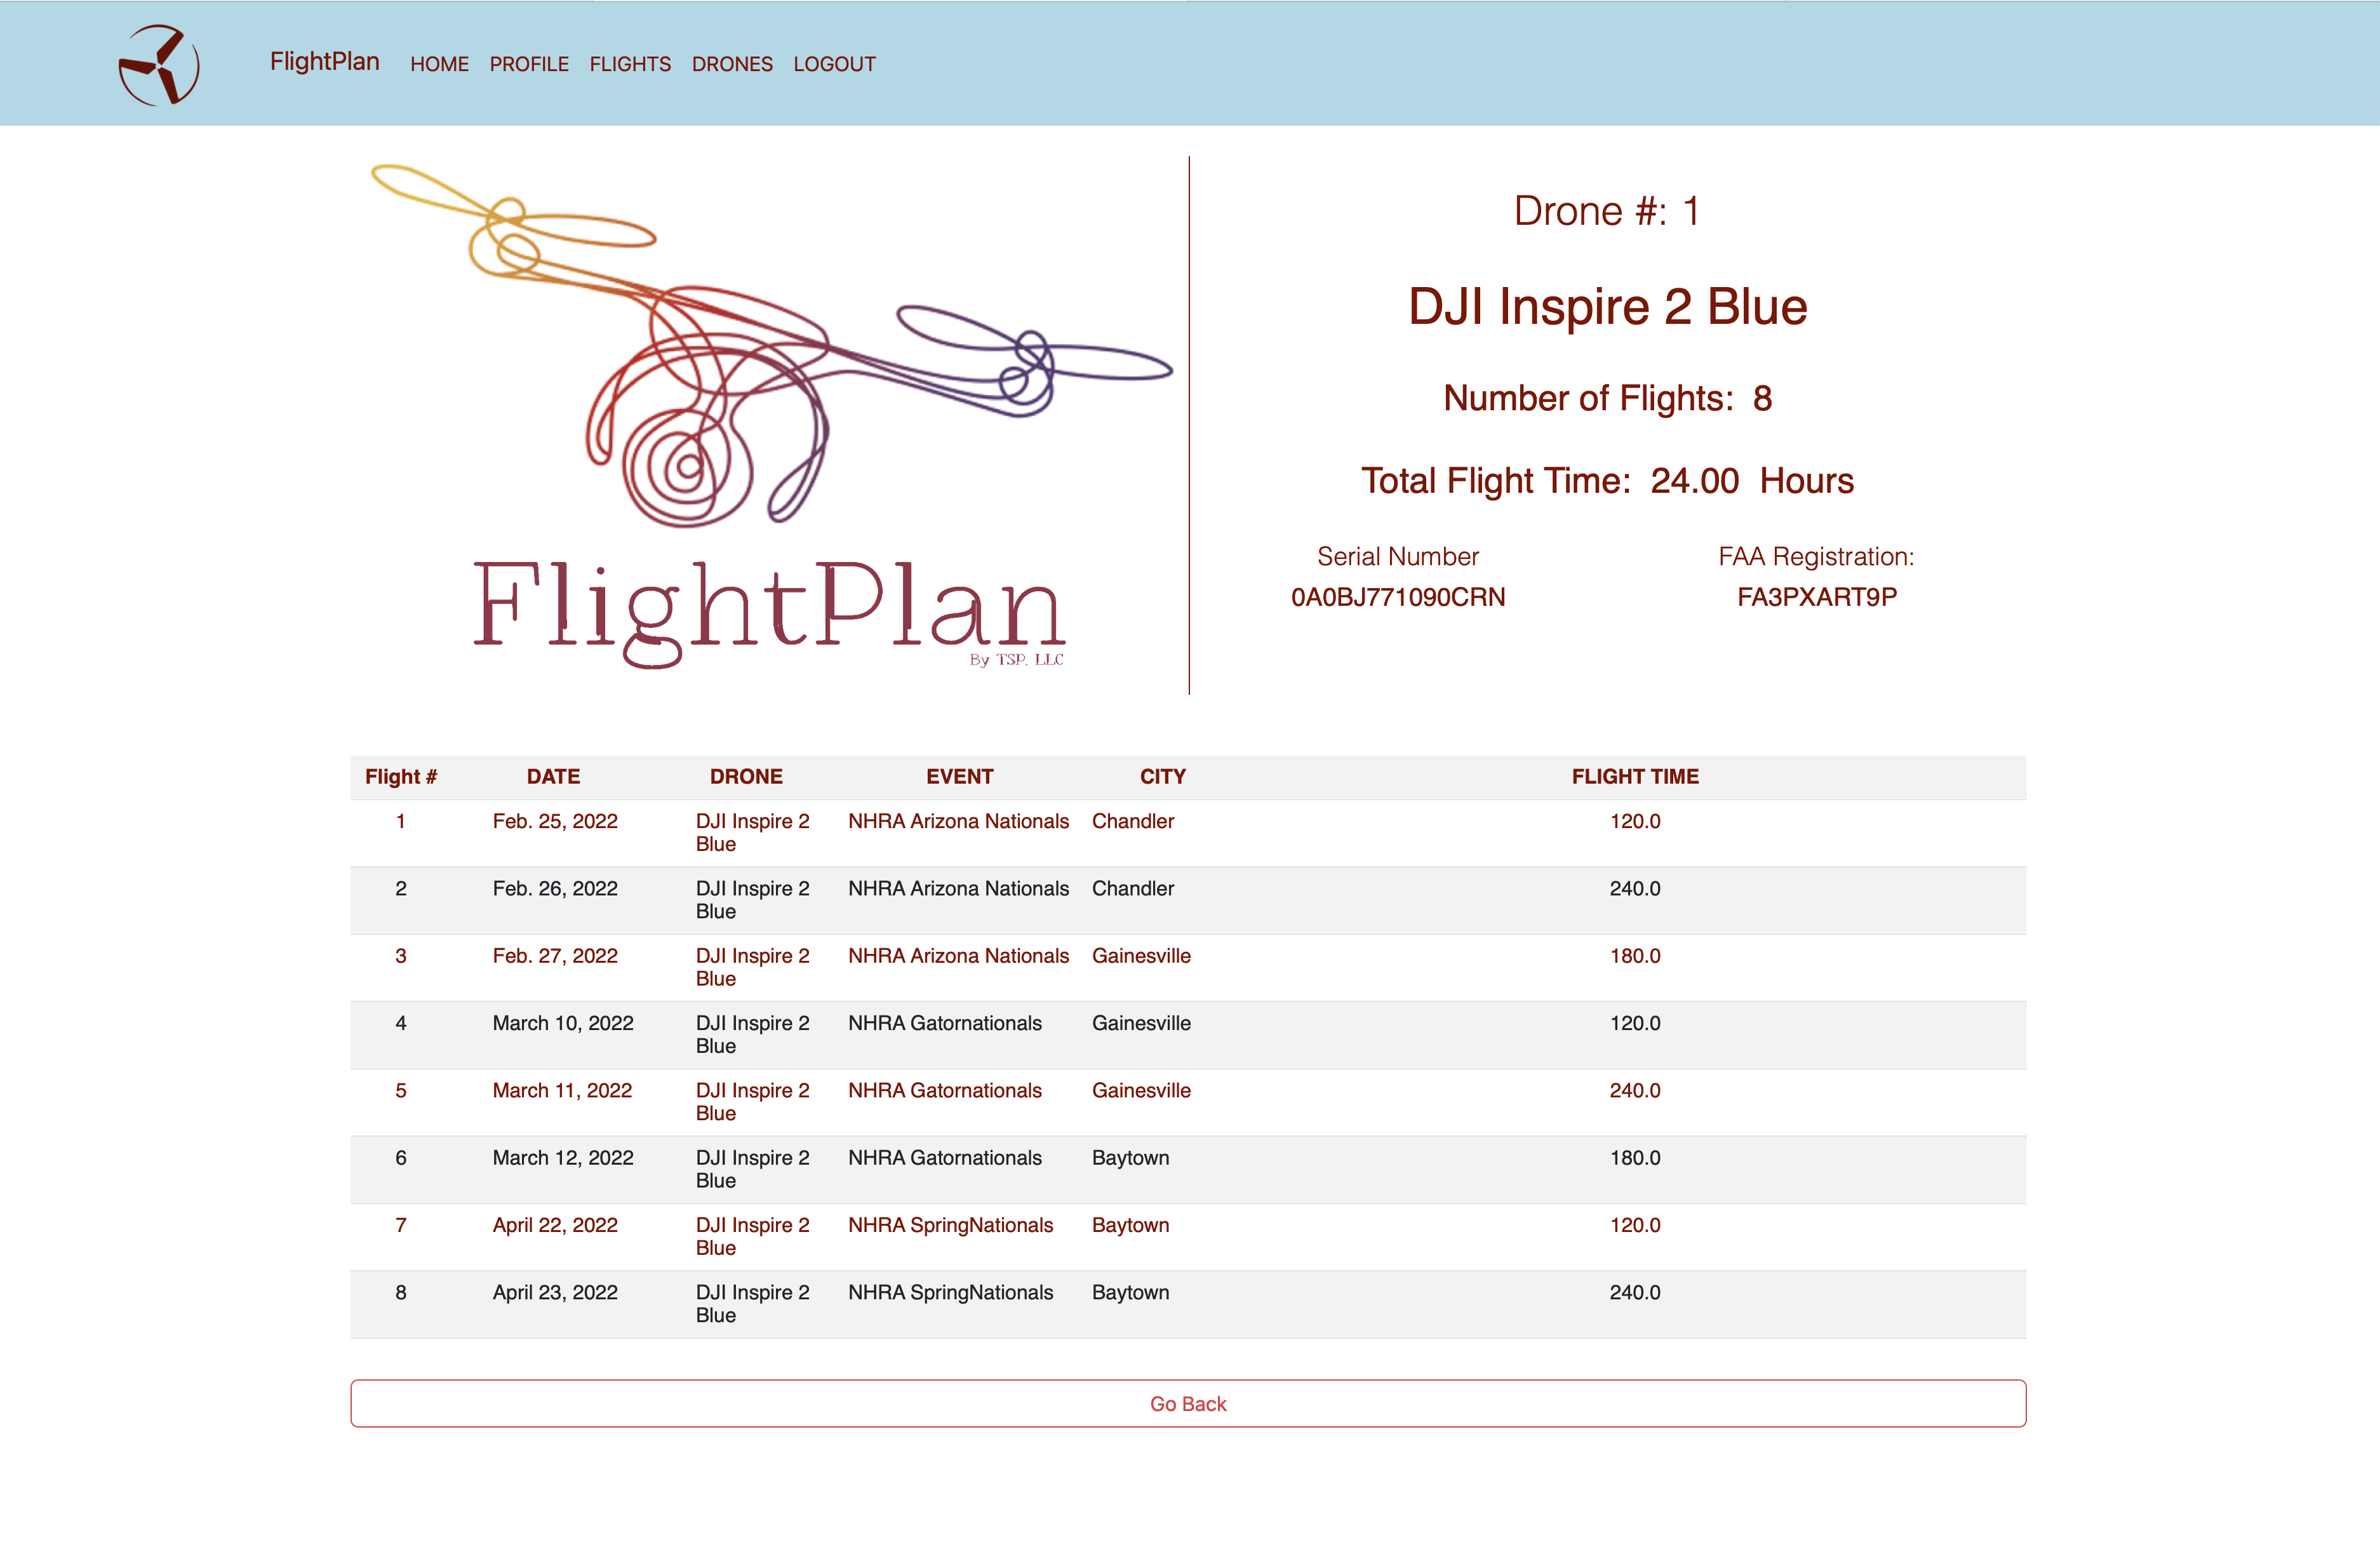 FlightPlan HOME PROFILE FLIGHTS DRONES LOGOUT
FlightPlan
By TSP, LLC
Drone #: 1
DJI Inspire 2 Blue
Number of Flights: 8
Total Flight Time: 24.00 Hours
Serial Number FAA Registration:
0A0BJ771090CRN FA3PXART9P
Flight # DATE DRONE EVENT CITY FLIGHT TIME
1 Feb. 25, 2022 DJI Inspire 2 Blue NHRA Arizona Nationals Chandler 120.0
2 Feb. 26, 2022 DJI Inspire 2 Blue NHRA Arizona Nationals Chandler 240.0
3 Feb. 27, 2022 DJI Inspire 2 Blue NHRA Arizona Nationals Gainesville 180.0
4 March 10, 2022 DJI Inspire 2 Blue NHRA Gatornationals Gainesville 120.0
5 March 11, 2022 DJI Inspire 2 Blue NHRA Gatornationals Gainesville 240.0
6 March 12, 2022 DJI Inspire 2 Blue NHRA Gatornationals Baytown 180.0
7 April 22, 2022 DJI Inspire 2 Blue NHRA SpringNationals Baytown 120.0
8 April 23, 2022 DJI Inspire 2 Blue NHRA SpringNationals Baytown 240.0
Go Back